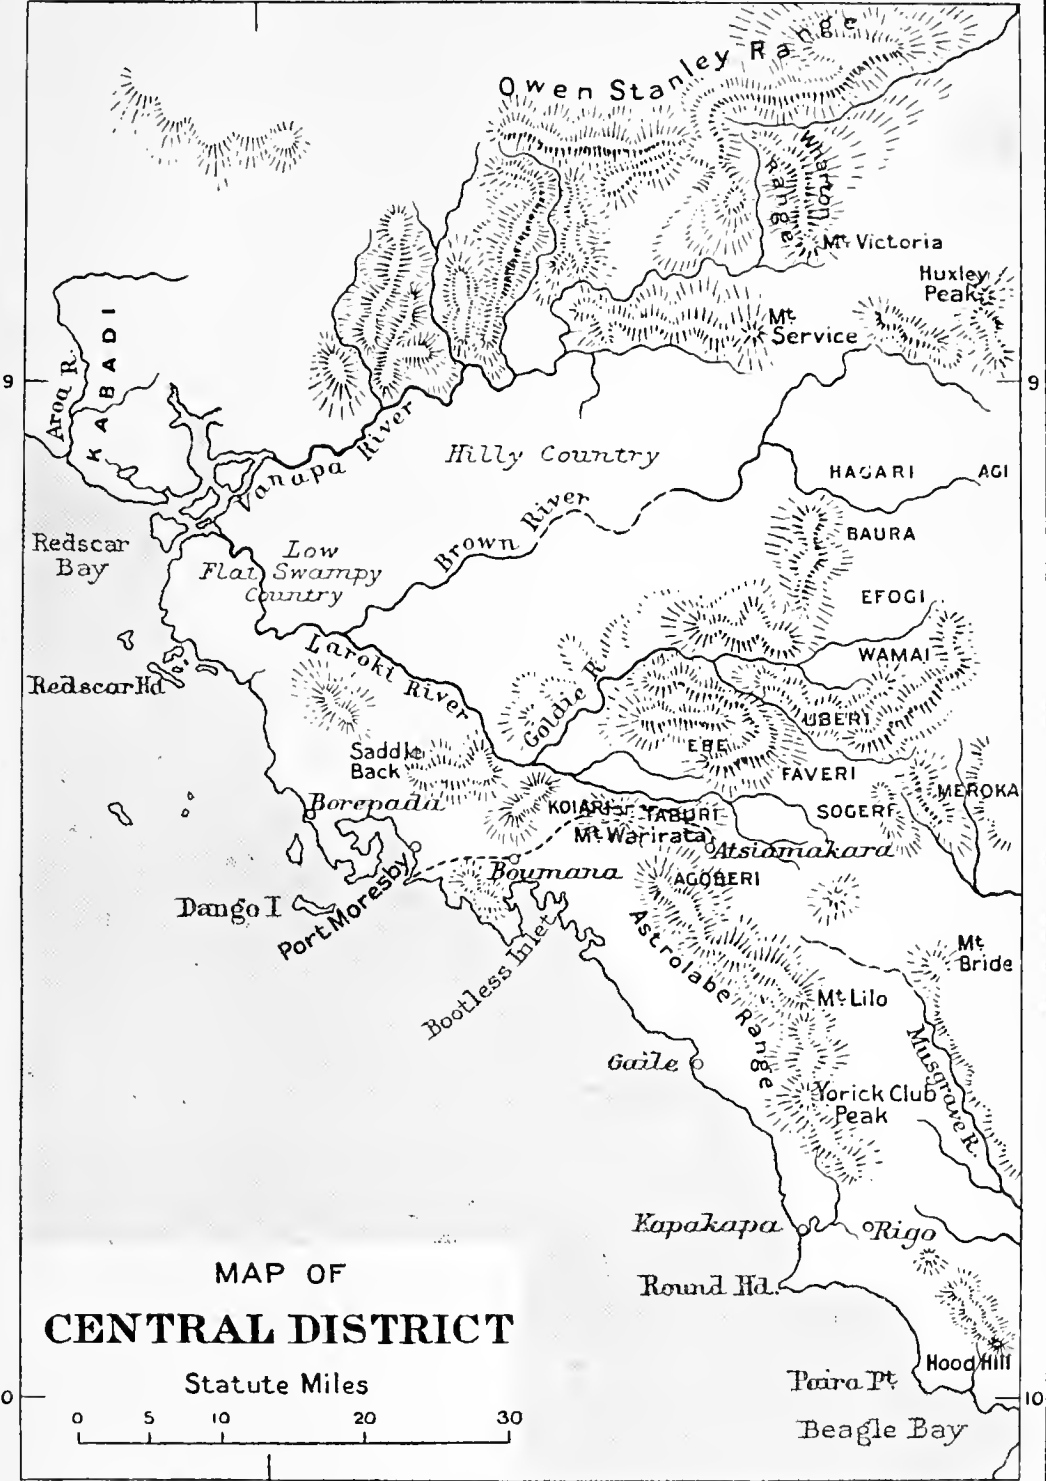 Owen Stanley Range
Wharton
Range
Mt. Victoria
Huxley
Peak
Mt.
Service
9
9
Aroa R.
KABADI
Vanapa River
Hilly Country
HAGARI
AGI
Redscar
Bay
Low
Flat Swampy
Country
Brown River
BAURA
EFOGI
WAMAI
Redscar Hd
Laroki River
Goldie R.
UBERI
Saddle
Back
EBE
FAVERI
MEROKA
Borepada
KOIARI
TABURI
SOGERI
Mt. Warirata
Atsiamakara
Boumana
AGOBERI
Dango I
Port Moresby
Bootless Inlet
Astrolabe Range
Mt.
Bride
Mt. Lilo
Gaile
Musgrave R.
Yorick Club
Peak
Kapakapa
Rigo
Round Hd.
MAP OF
CENTRAL DISTRICT
Statute Miles
0 5 10 20 30
Hood Hill
Paira Pt.
0
10
Beagle Bay